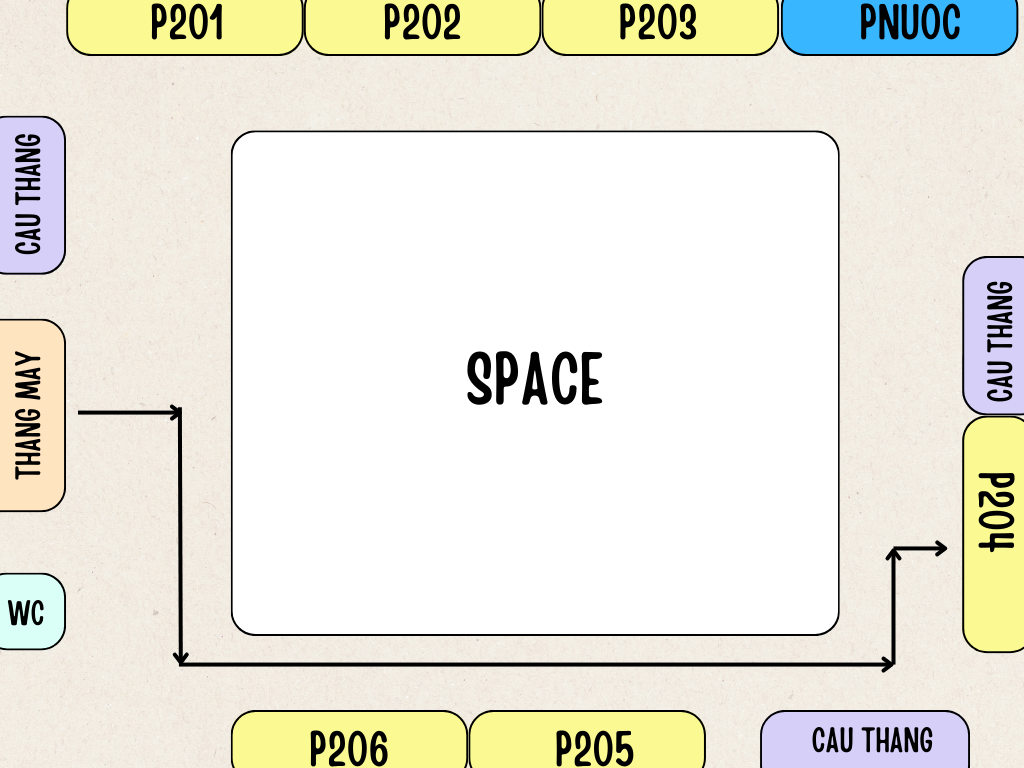 P201
P202
P203
PNUOC
CAU THANG
CAU THANG
SPACE
THANG MAY
P204
WC
P206
P205
CAU THANG